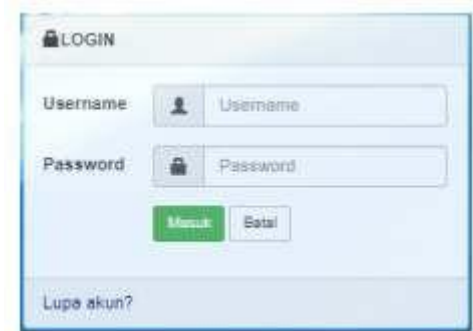 LOGIN
Username Username
Password Password
Masuk Batal
Lupa akun?